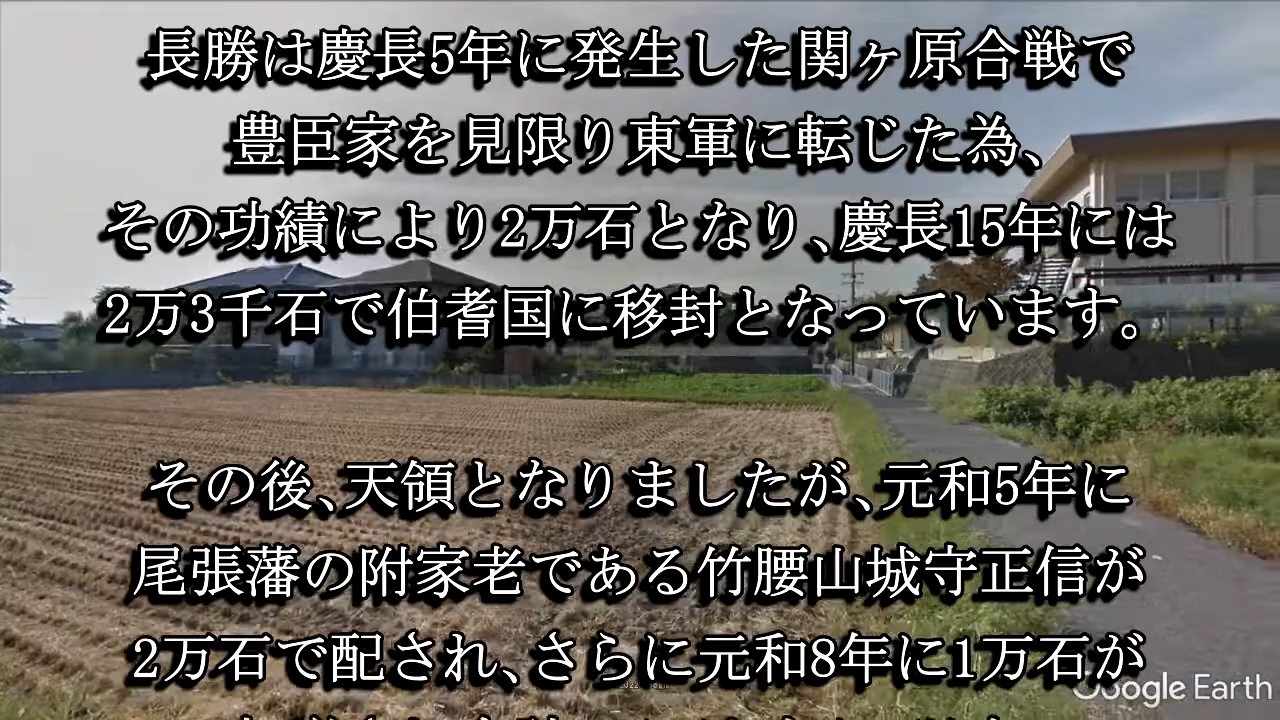 長勝は慶長5年に発生した関ヶ原合戦で
豊臣家を見限り東軍に転じた為、
その功績により2万石となり、慶長15年には
2万3千石で伯耆国に移封となっています。
その後、天領となりましたが、元和5年に
尾張藩の附家老である竹腰山城守正信が
2万石で配され、さらに元和8年に1万石が
Google Earth